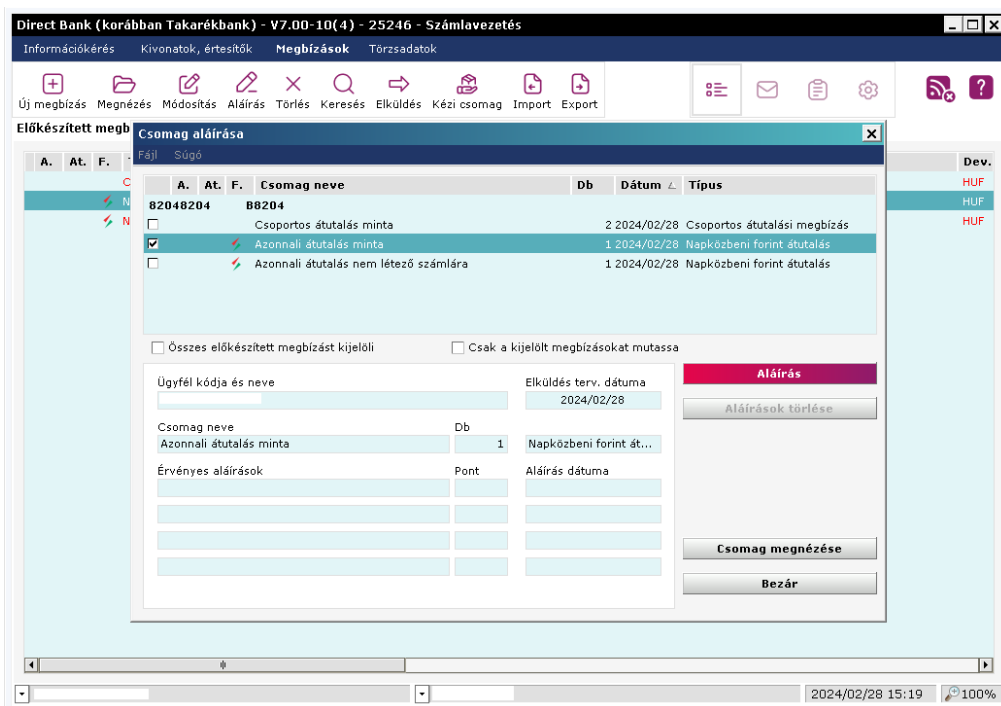 Direct Bank (korábban Takarékbank) - V7.00-10(4) - 25246 - Számlavezetés
Információkérés Kivonatok, értesítők Megbízások Törzsadatok
Új megbízás Megnézés Módosítás Aláírás Törlés Keresés Elküldés Kézi csomag Import Export
Előkészített megb
Csomag aláírása
Fájl Súgó
A. At. F. Dev.
A. At. F. Csomag neve Db Dátum Típus
C HUF
82048204 B8204
N HUF
Csoportos átutalás minta 2 2024/02/28 Csoportos átutalási megbízás
N HUF
Azonnali átutalás minta 1 2024/02/28 Napközbeni forint átutalás
Azonnali átutalás nem létező számlára 1 2024/02/28 Napközbeni forint átutalás
Összes előkészített megbízást kijelöli Csak a kijelölt megbízásokat mutassa
Ügyfél kódja és neve Elküldés terv. dátuma
2024/02/28
Aláírás
Aláírások törlése
Csomag neve Db
Azonnali átutalás minta 1 Napközbeni forint át...
Érvényes aláírások Pont Aláírás dátuma
Csomag megnézése
Bezár
2024/02/28 15:19 100%